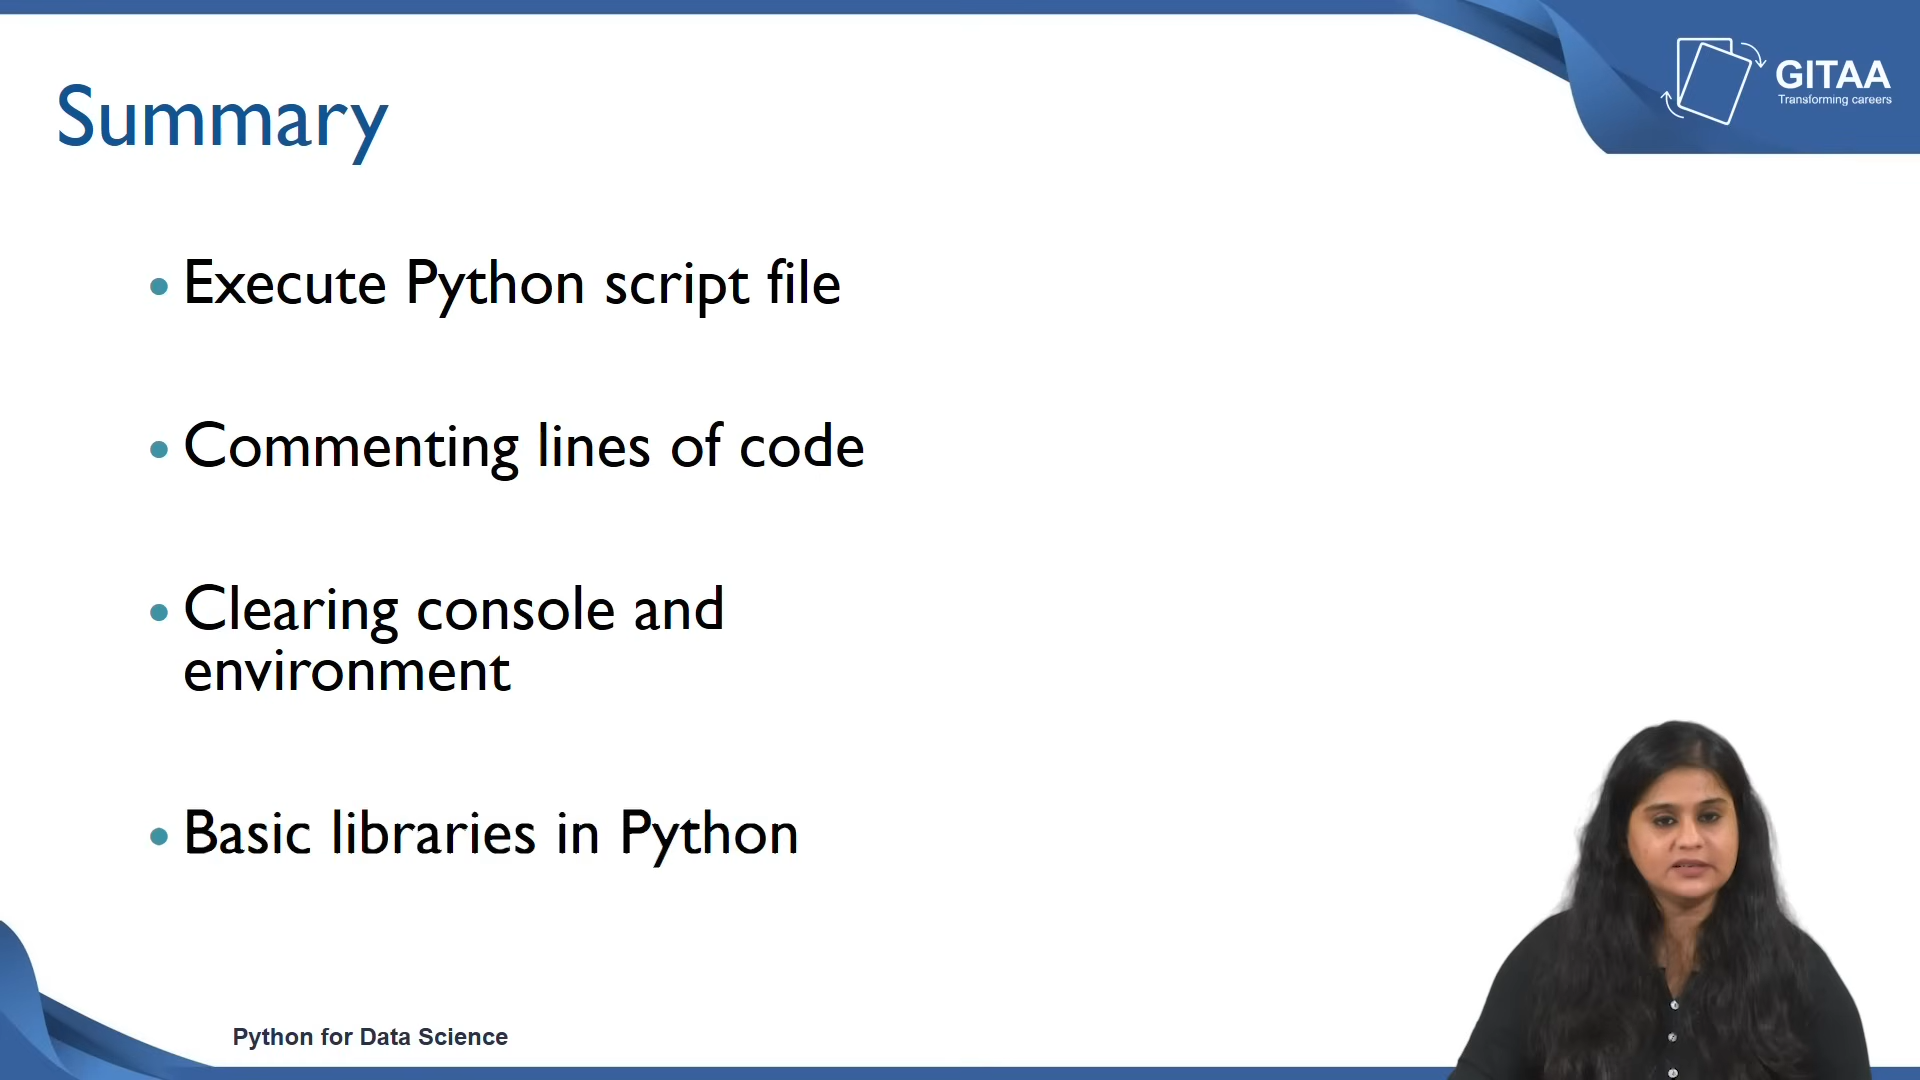 GITAA
Transforming careers
Summary
• Execute Python script file
• Commenting lines of code
• Clearing console and
environment
• Basic libraries in Python
Python for Data Science